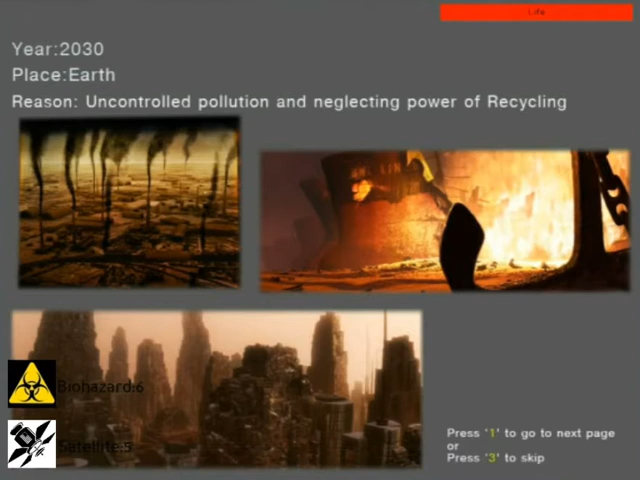 Life
Year:2030
Place:Earth
Reason: Uncontrolled pollution and neglecting power of Recycling
Biohazard:6
Satellite:5
Press '1' to go to next page
or
Press '3' to skip